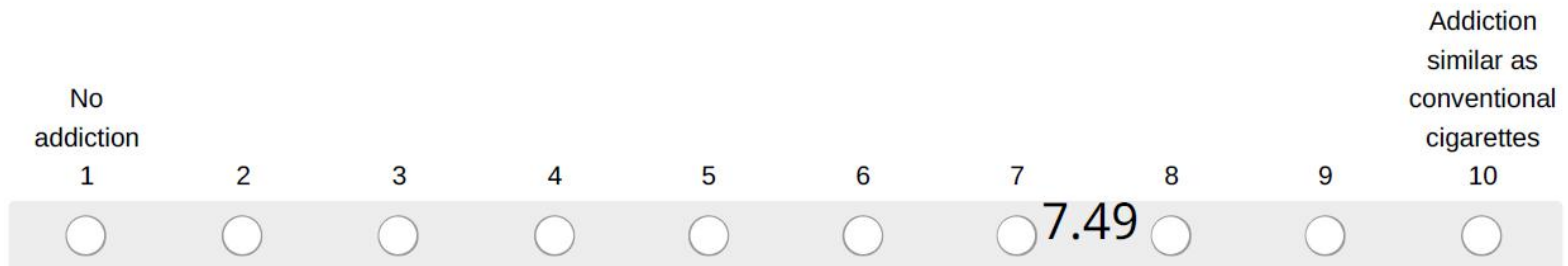 Addiction
similar as
No conventional
addiction cigarettes
1 2 3 4 5 6 7 8 9 10
7.49